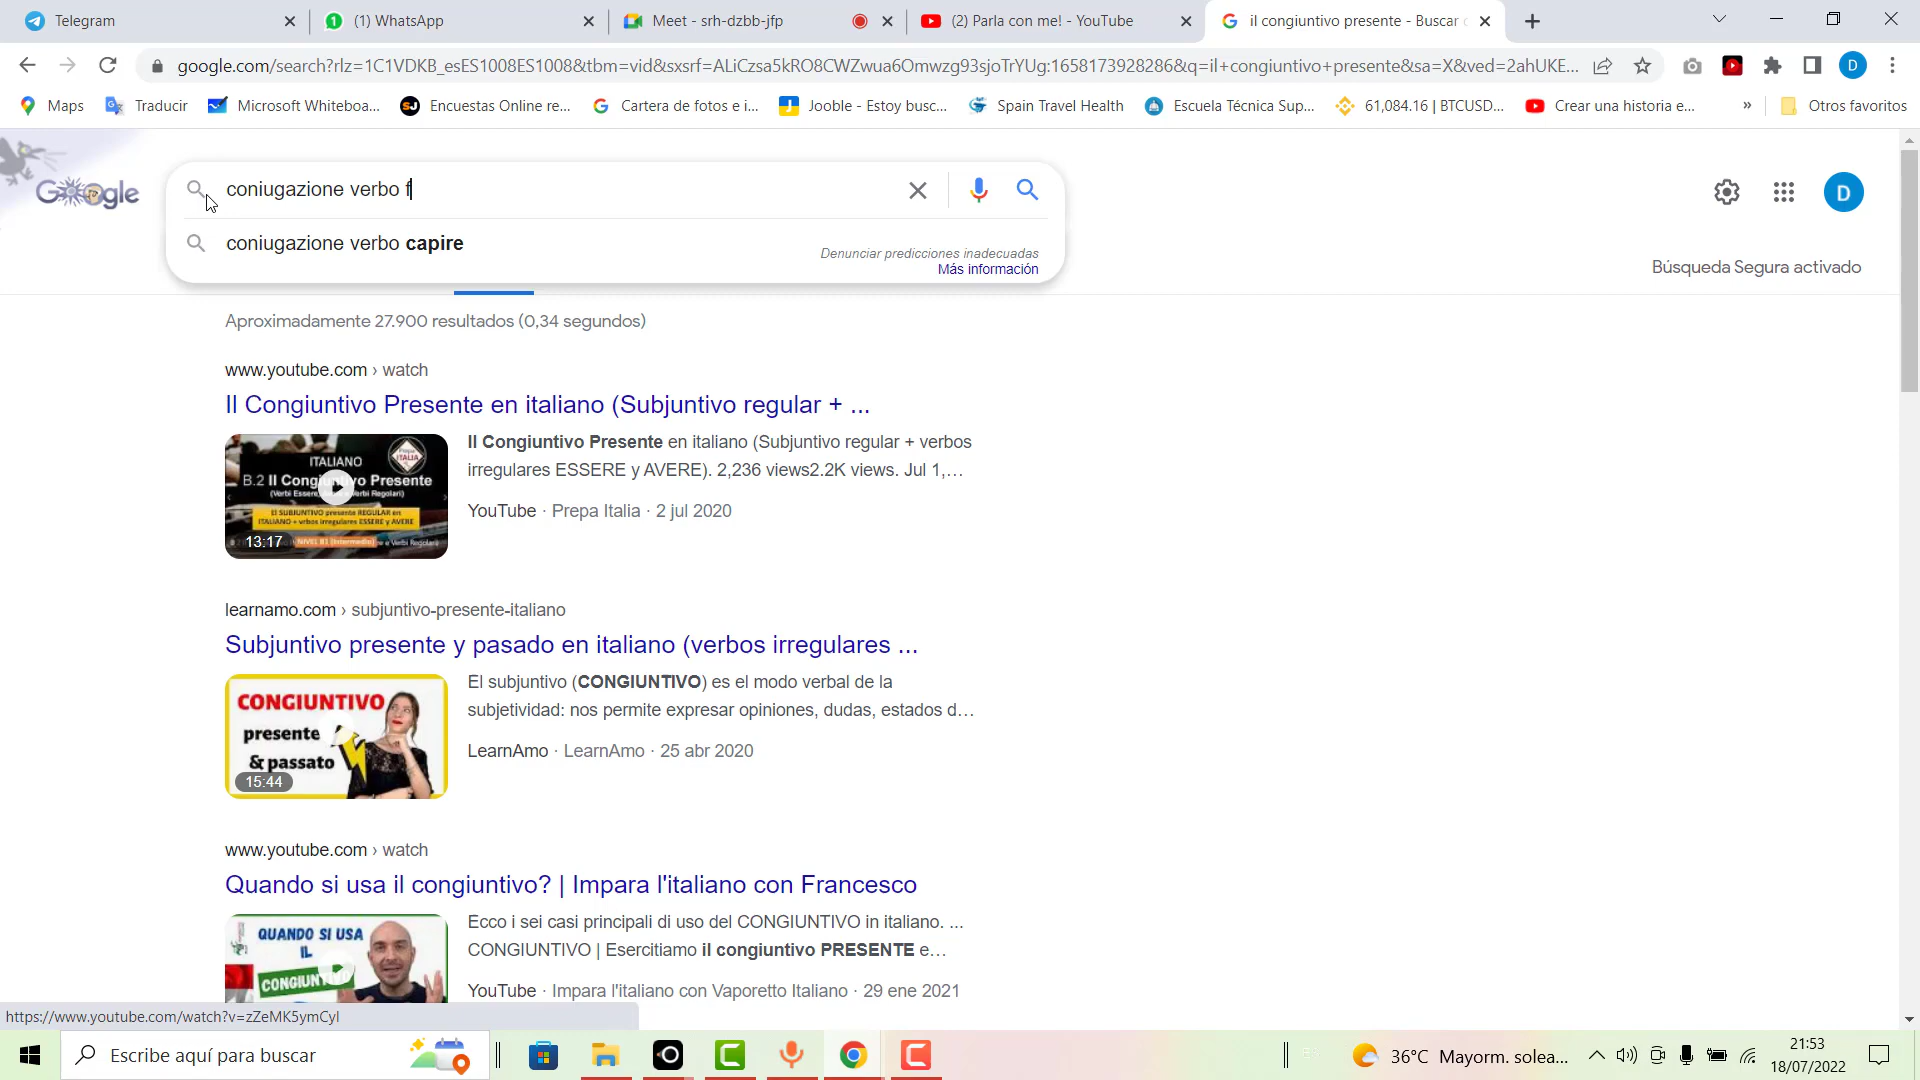 Telegram
(1) WhatsApp
Meet - srh-dzbb-jfp
(2) Parla con me! - YouTube
il congiuntivo presente - Buscar
google.com/search?rlz=1C1VDKB_esES1008ES1008&tbm=vid&sxsrf=ALiCzsa5kRO8CWZwua6Omwzg93sjoTrYUg:1658173928286&q=il+congiuntivo+presente&sa=X&ved=2ahUKE...
D
Maps
Traducir
Microsoft Whiteboa...
Encuestas Online re...
Cartera de fotos e i...
Jooble - Estoy busc...
Spain Travel Health
Escuela Técnica Sup...
61,084.16 | BTCUSD...
Crear una historia e...
»
Otros favoritos
Google
coniugazione verbo f
D
coniugazione verbo capire
Denunciar predicciones inadecuadas
Más información
Búsqueda Segura activado
Aproximadamente 27.900 resultados (0,34 segundos)
www.youtube.com › watch
Il Congiuntivo Presente en italiano (Subjuntivo regular + ...
ITALIANO
B.2 Il Congiuntivo Presente
13:17
Il Congiuntivo Presente en italiano (Subjuntivo regular + verbos
irregulares ESSERE y AVERE). 2,236 views2.2K views. Jul 1,...
YouTube · Prepa Italia · 2 jul 2020
learnamo.com › subjuntivo-presente-italiano
Subjuntivo presente y pasado en italiano (verbos irregulares ...
CONGIUNTIVO
presente
& passato
15:44
El subjuntivo (CONGIUNTIVO) es el modo verbal de la
subjetividad: nos permite expresar opiniones, dudas, estados d...
LearnAmo · LearnAmo · 25 abr 2020
www.youtube.com › watch
Quando si usa il congiuntivo? | Impara l'italiano con Francesco
QUANDO SI USA
IL
Ecco i sei casi principali di uso del CONGIUNTIVO in italiano. ...
CONGIUNTIVO | Esercitiamo il congiuntivo PRESENTE e...
YouTube · Impara l'italiano con Vaporetto Italiano · 29 ene 2021
https://www.youtube.com/watch?v=zZeMK5ymCyI
Escribe aquí para buscar
36°C Mayorm. solea...
21:53
18/07/2022